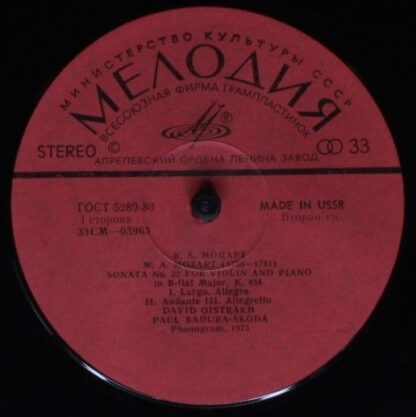 МИНИСТЕРСТВО КУЛЬТУРЫ СССР
МЕЛОДИЯ
ВСЕСОЮЗНАЯ ФИРМА ГРАМПЛАСТИНОК
STEREO © 33
АПРЕЛЕВСКИЙ ОРДЕНА ЛЕНИНА ЗАВОД
ГОСТ 5289-80 MADE IN USSR
I сторона Вторая гр.
33СМ—03963
В. А. МОЦАРТ
W. A. MOZART (1756—1791)
SONATA No. 32 FOR VIOLIN AND PIANO
in B-flat Major, K. 454
I. Largo. Allegro
II. Andante III. Allegretto
DAVID OISTRAKH
PAUL BADURA-SKODA
Phonogram, 1973